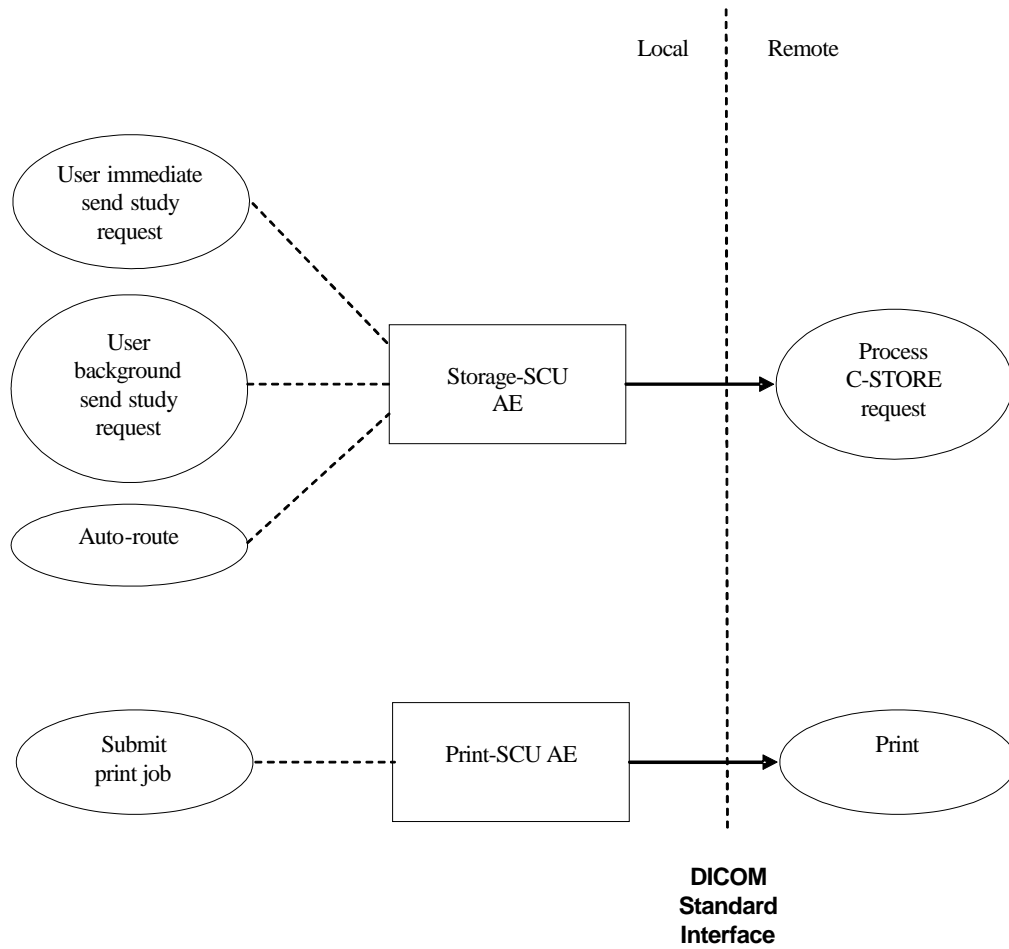 Local
Remote
User immediate
send study
request
User
background
send study
request
Auto-route
Storage-SCU
AE
Process
C-STORE
request
Submit
print job
Print-SCU AE
Print
DICOM
Standard
Interface